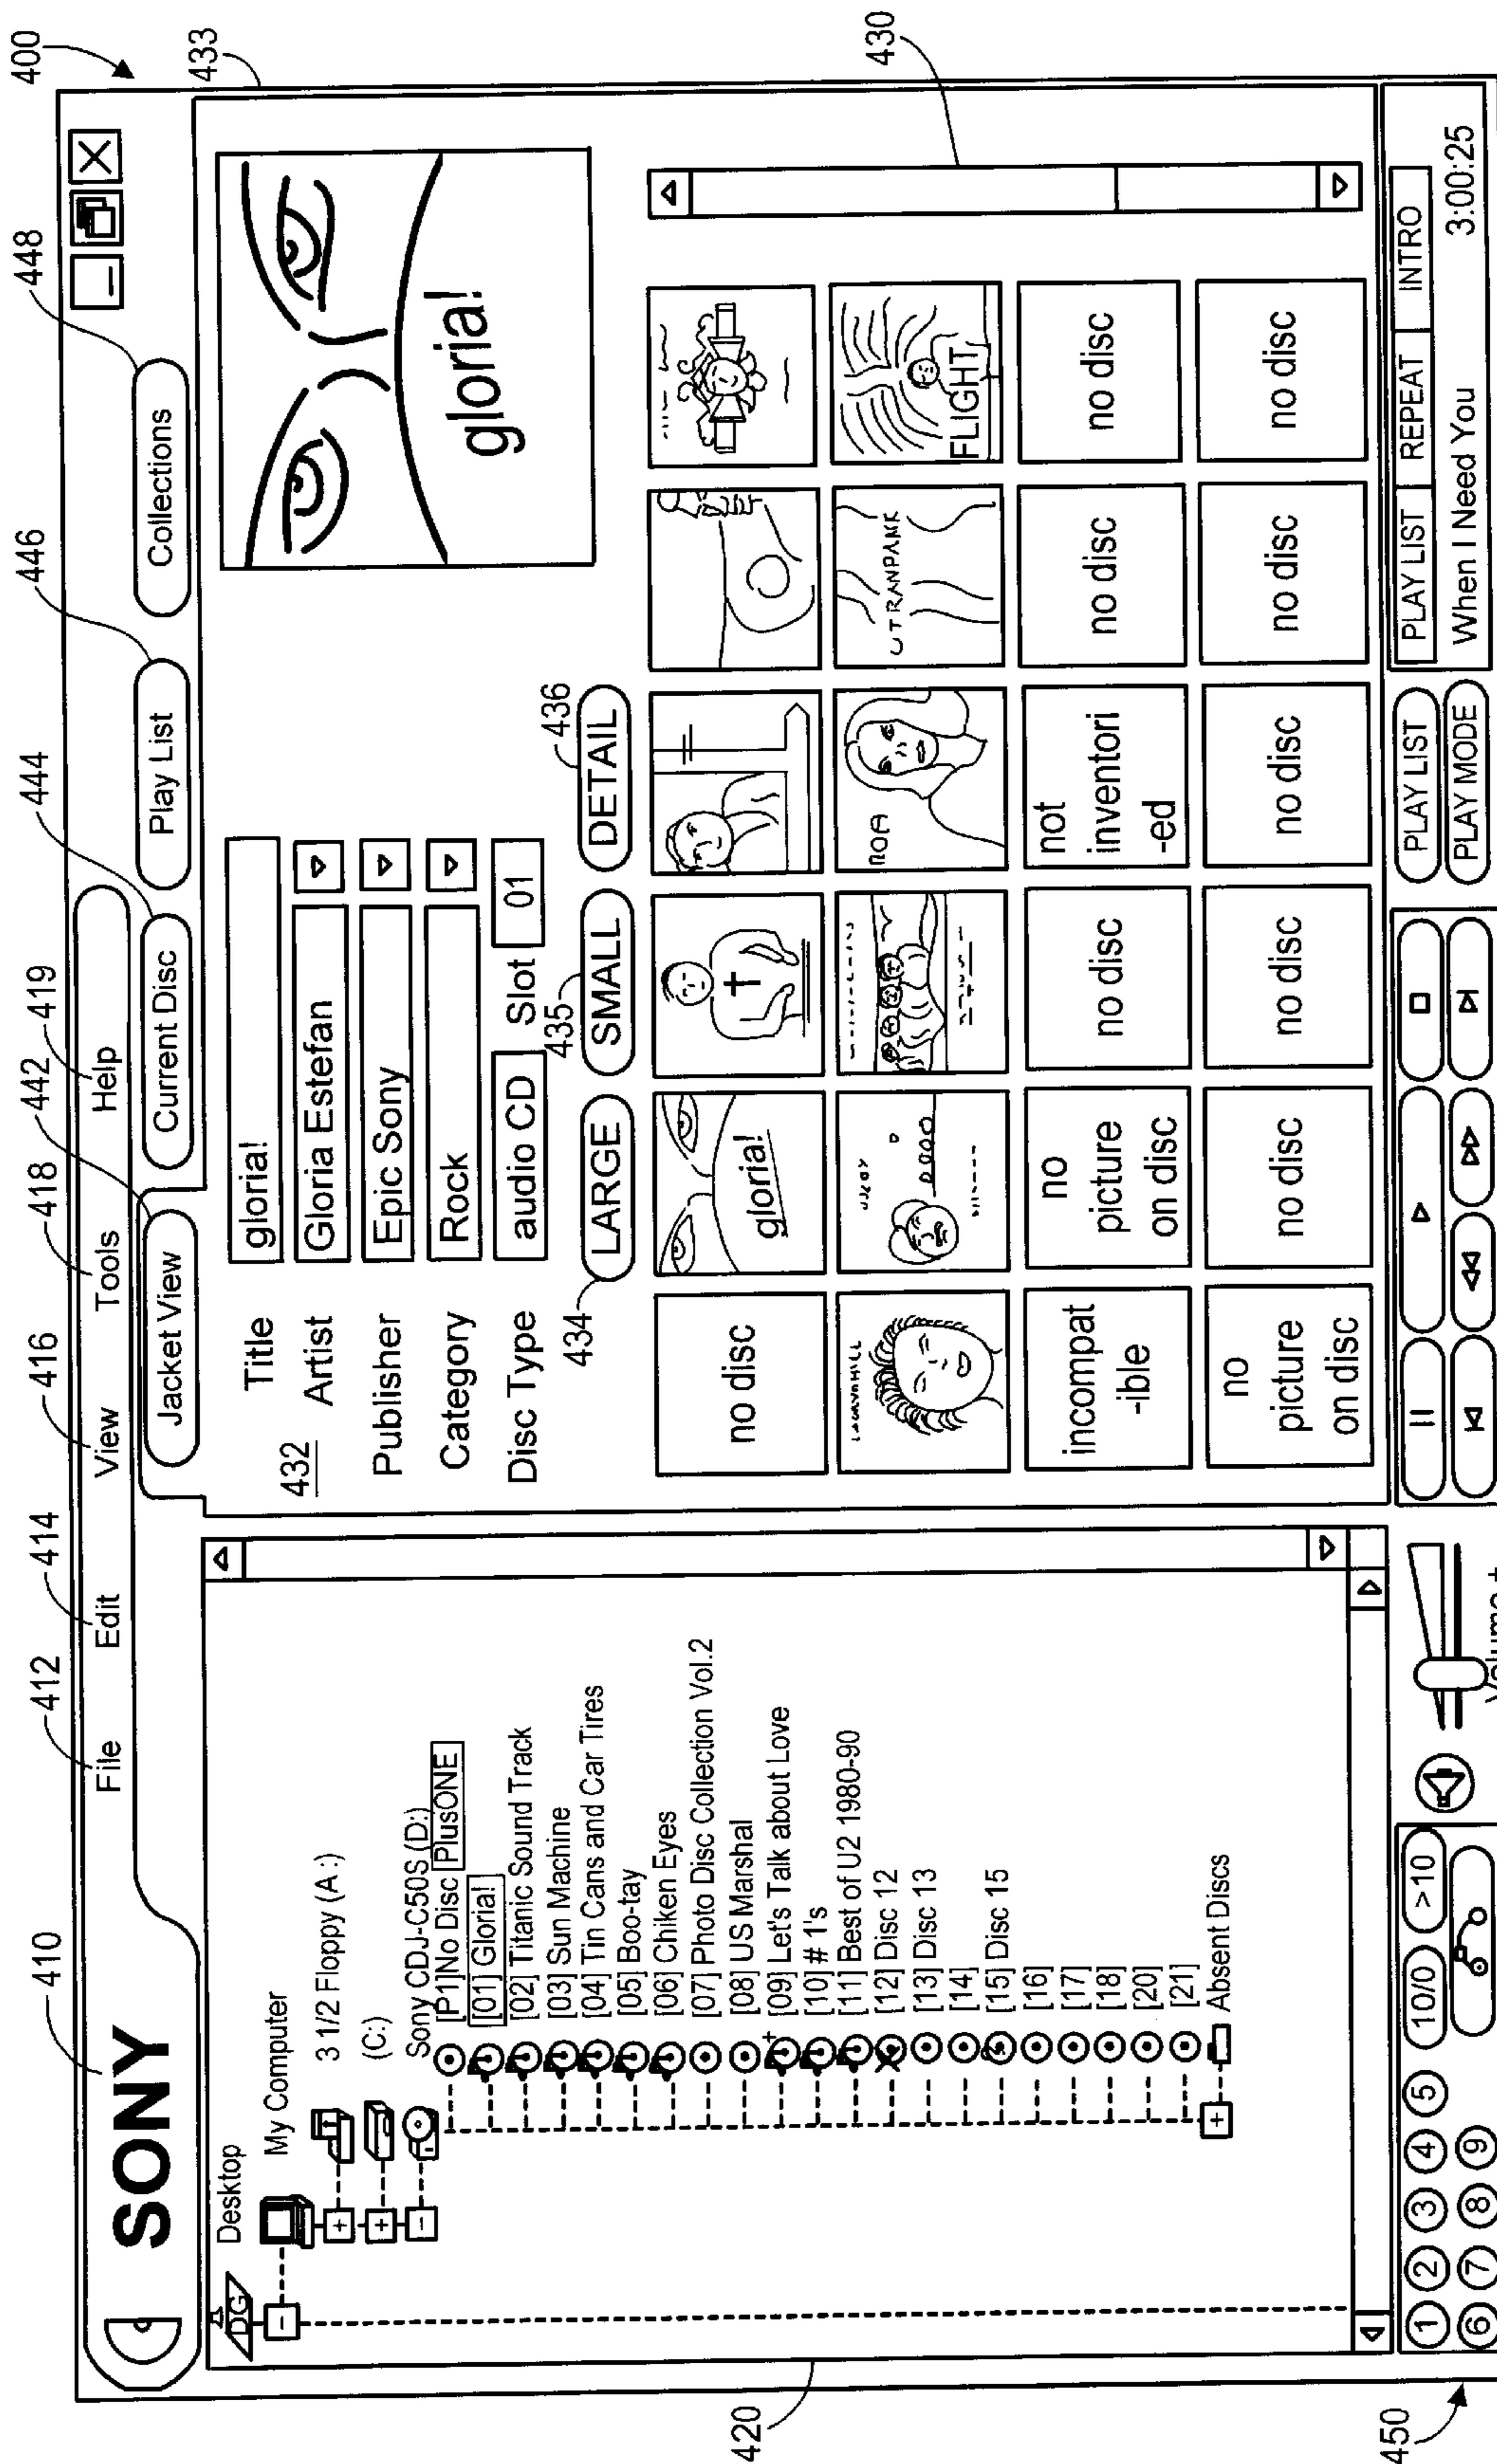 400
410
412
414
416
418
419
442
444
446
448
433
SONY
File Edit View Tools Help
Jacket View Current Disc Play List Collections
Desktop
My Computer
3 1/2 Floppy (A:)
(C:)
Sony CDJ-C50S (D:)
[P1]No Disc PlusONE
[01] Gloria!
[02] Titanic Sound Track
[03] Sun Machine
[04] Tin Cans and Car Tires
[05] Boo-tay
[06] Chiken Eyes
[07] Photo Disc Collection Vol.2
[08] US Marshal
[09] Let's Talk about Love
[10] # 1's
[11] Best of U2 1980-90
[12] Disc 12
[13] Disc 13
[14]
[15] Disc 15
[16]
[17]
[18]
[20]
[21]
Absent Discs
420
432
Title gloria!
Artist Gloria Estefan
Publisher Epic Sony
Category Rock
Disc Type audio CD Slot 01
gloria!
434 435 436
LARGE SMALL DETAIL
430
no disc
gloria!
noa
UTRANPANK
FLIGHT
incompat
-ible
no
picture
on disc
no disc
not
inventori
-ed
no disc
no disc
no
picture
on disc
no disc
no disc
no disc
no disc
no disc
450
1 2 3 4 5 10/0 >10
6 7 8 9
Volume +
PLAY LIST
PLAY MODE
PLAY LIST REPEAT INTRO
When I Need You 3:00:25